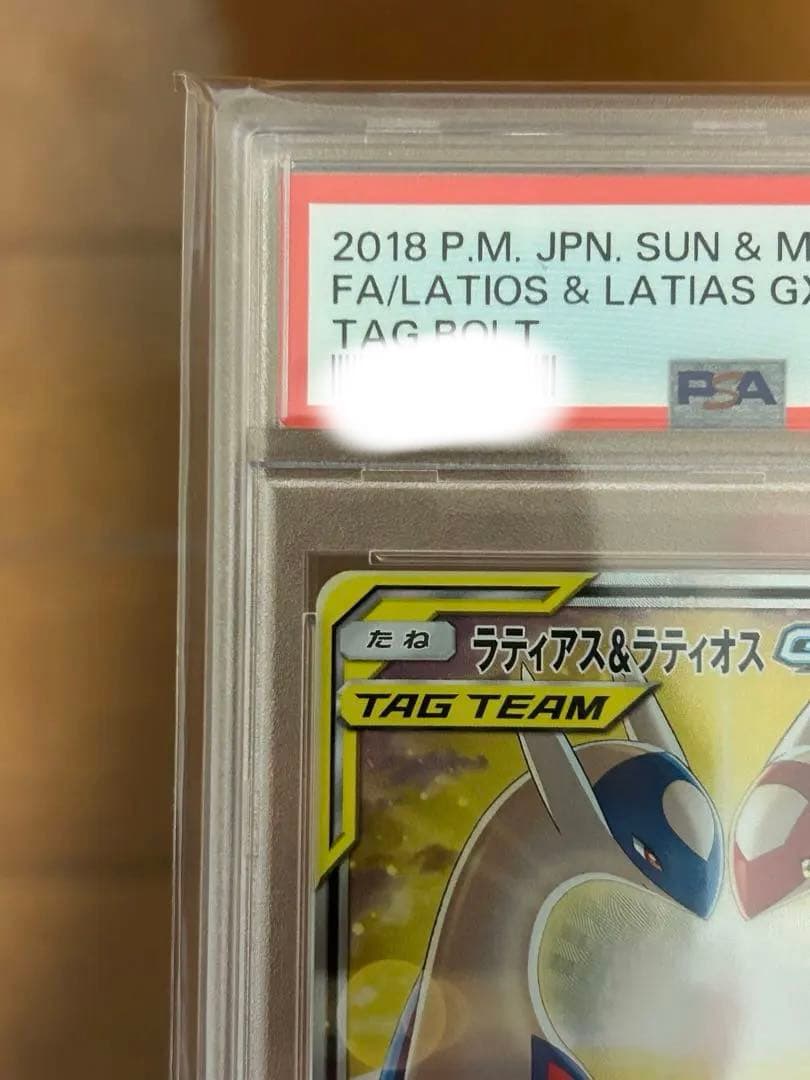 2018 P.M. JPN. SUN & M
FA/LATIOS & LATIAS GX
TAG BOLT
PSA
たね ラティアス&ラティオス G
TAG TEAM